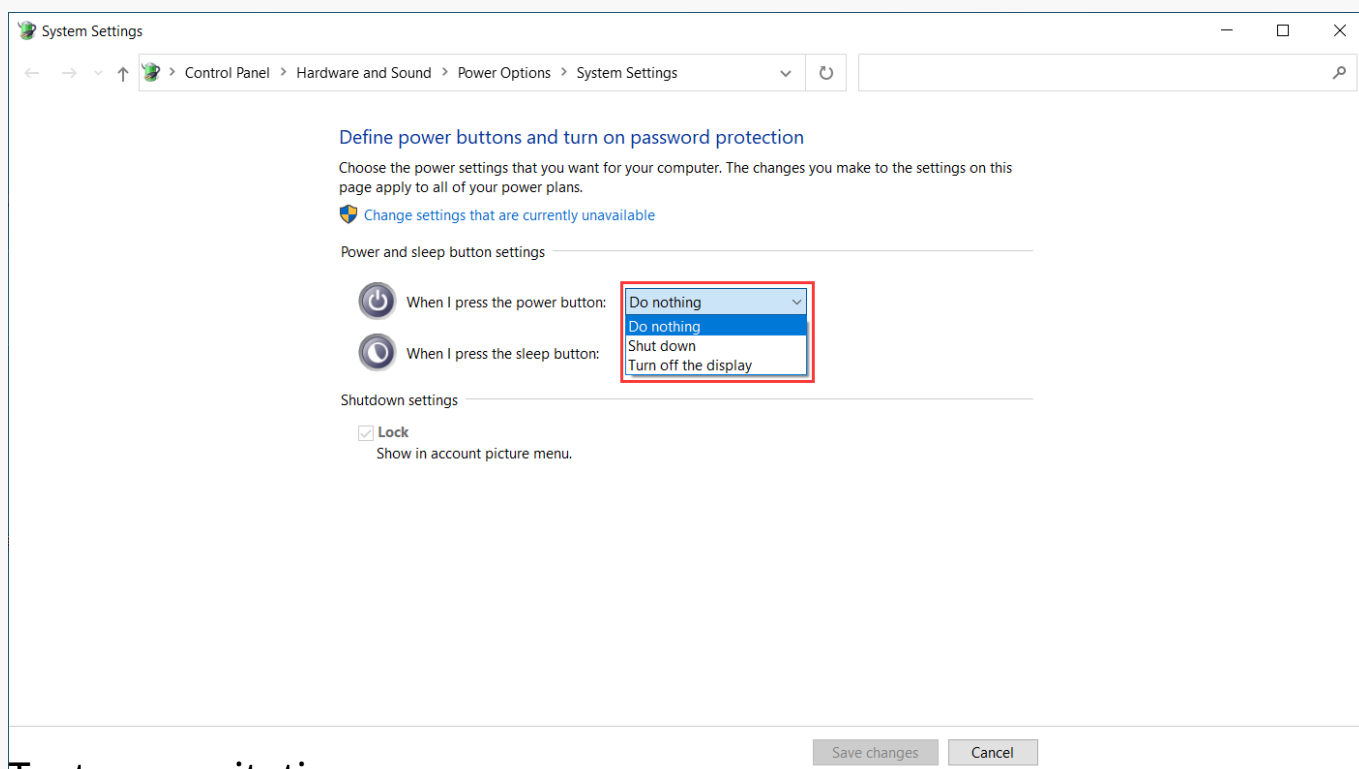 System Settings
Control Panel > Hardware and Sound > Power Options > System Settings
Define power buttons and turn on password protection
Choose the power settings that you want for your computer. The changes you make to the settings on this
page apply to all of your power plans.
Change settings that are currently unavailable
Power and sleep button settings
When I press the power button: Do nothing
Do nothing
Shut down
When I press the sleep button:
Turn off the display
Shutdown settings
Lock
Show in account picture menu.
Save changes Cancel